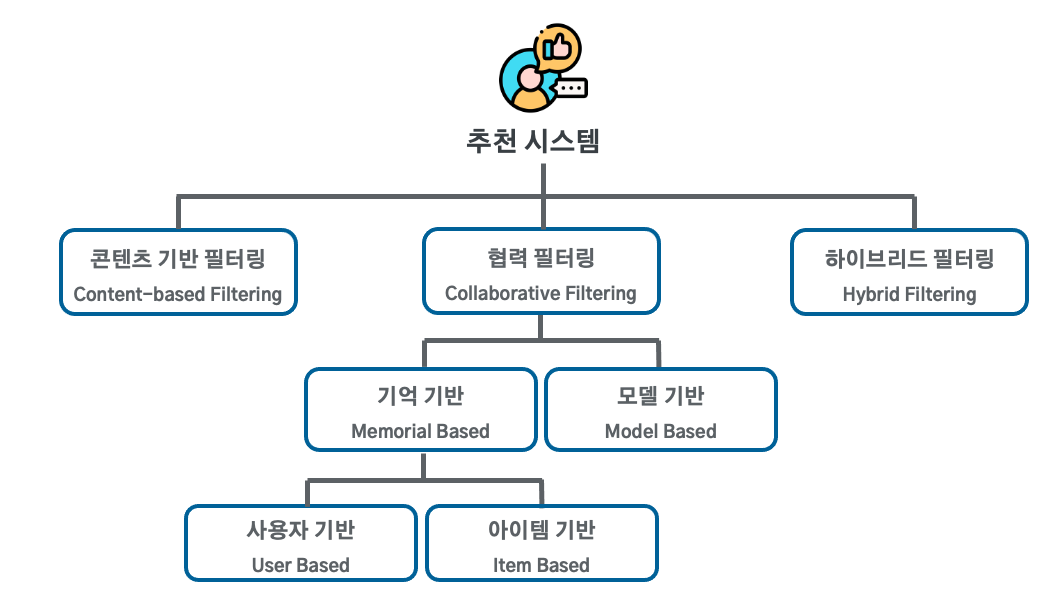 추천 시스템
콘텐츠 기반 필터링
Content-based Filtering
협력 필터링
Collaborative Filtering
하이브리드 필터링
Hybrid Filtering
기억 기반
Memorial Based
모델 기반
Model Based
사용자 기반
User Based
아이템 기반
Item Based